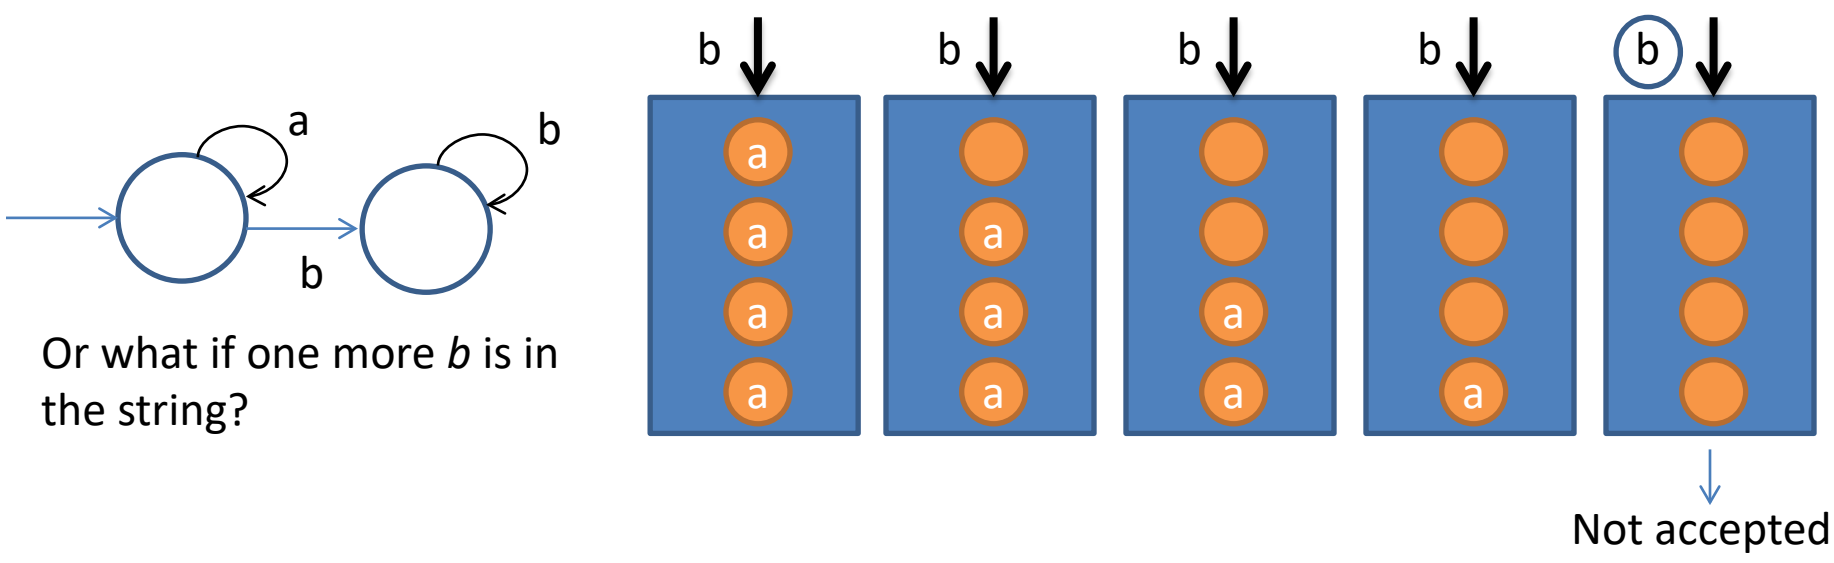 b b b b b
a b
a
a a
b
a a a
a a a a
Or what if one more b is in
the string?
Not accepted